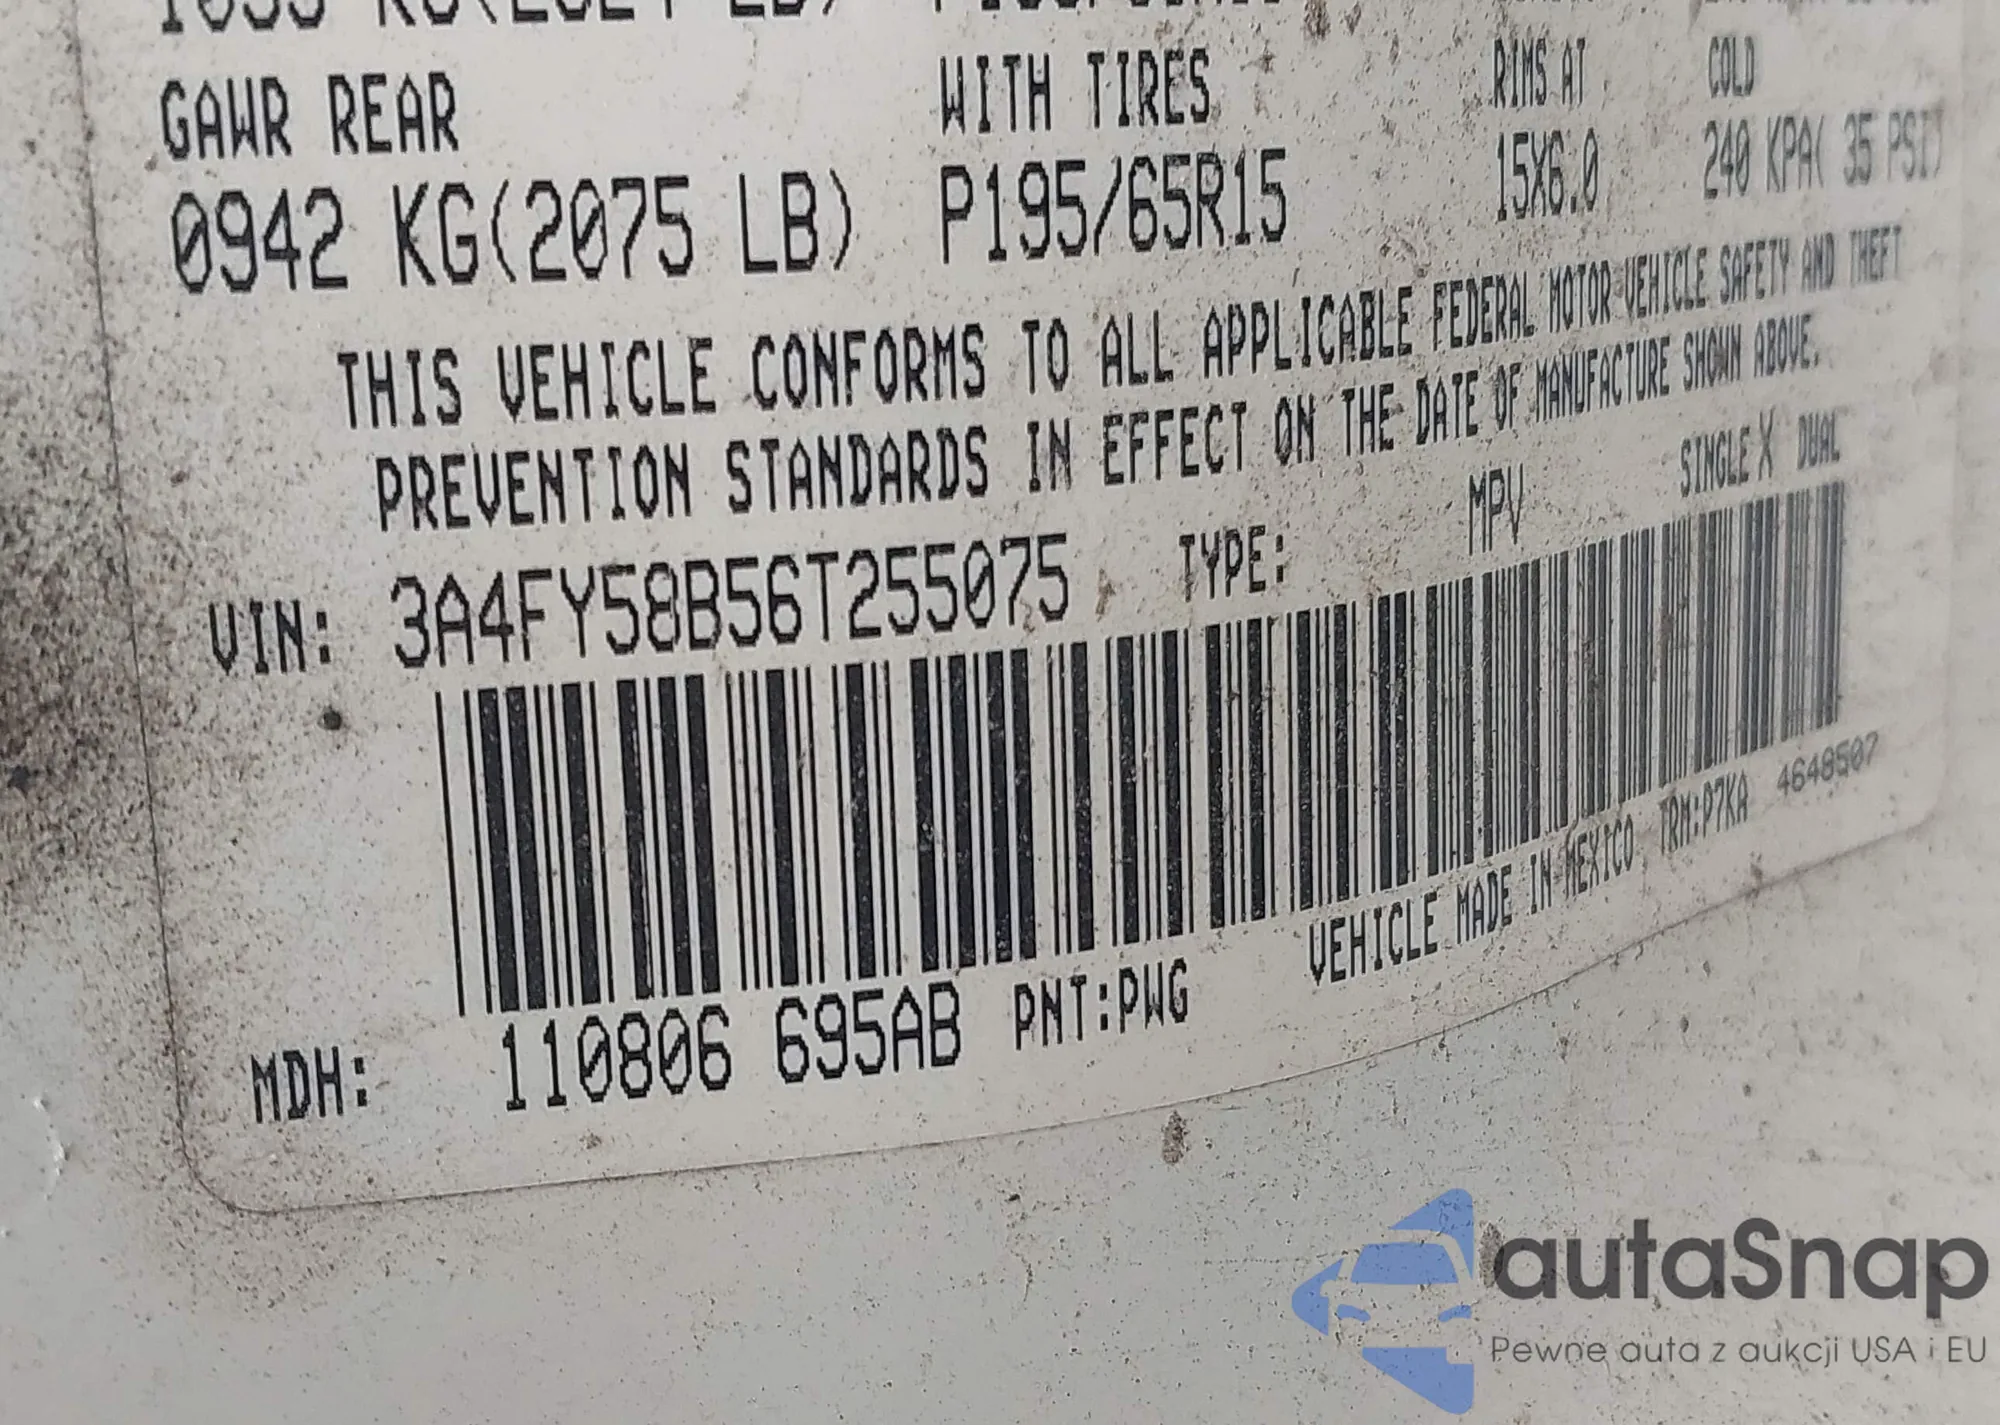 GAWR REAR WITH TIRES RIMS AT COLD
0942 KG(2075 LB) P195/65R15 15X6.0 240 KPA( 35 PSI)
THIS VEHICLE CONFORMS TO ALL APPLICABLE FEDERAL MOTOR VEHICLE SAFETY AND THEFT
PREVENTION STANDARDS IN EFFECT ON THE DATE OF MANUFACTURE SHOWN ABOVE.
VIN: 3A4FY58B56T255075 TYPE: MPV SINGLE X DUAL
MDH: 110806 695AB PNT:PWG VEHICLE MADE IN MEXICO TRM:P7KA 4648507
autaSnap
Pewne auta z aukcji USA i EU